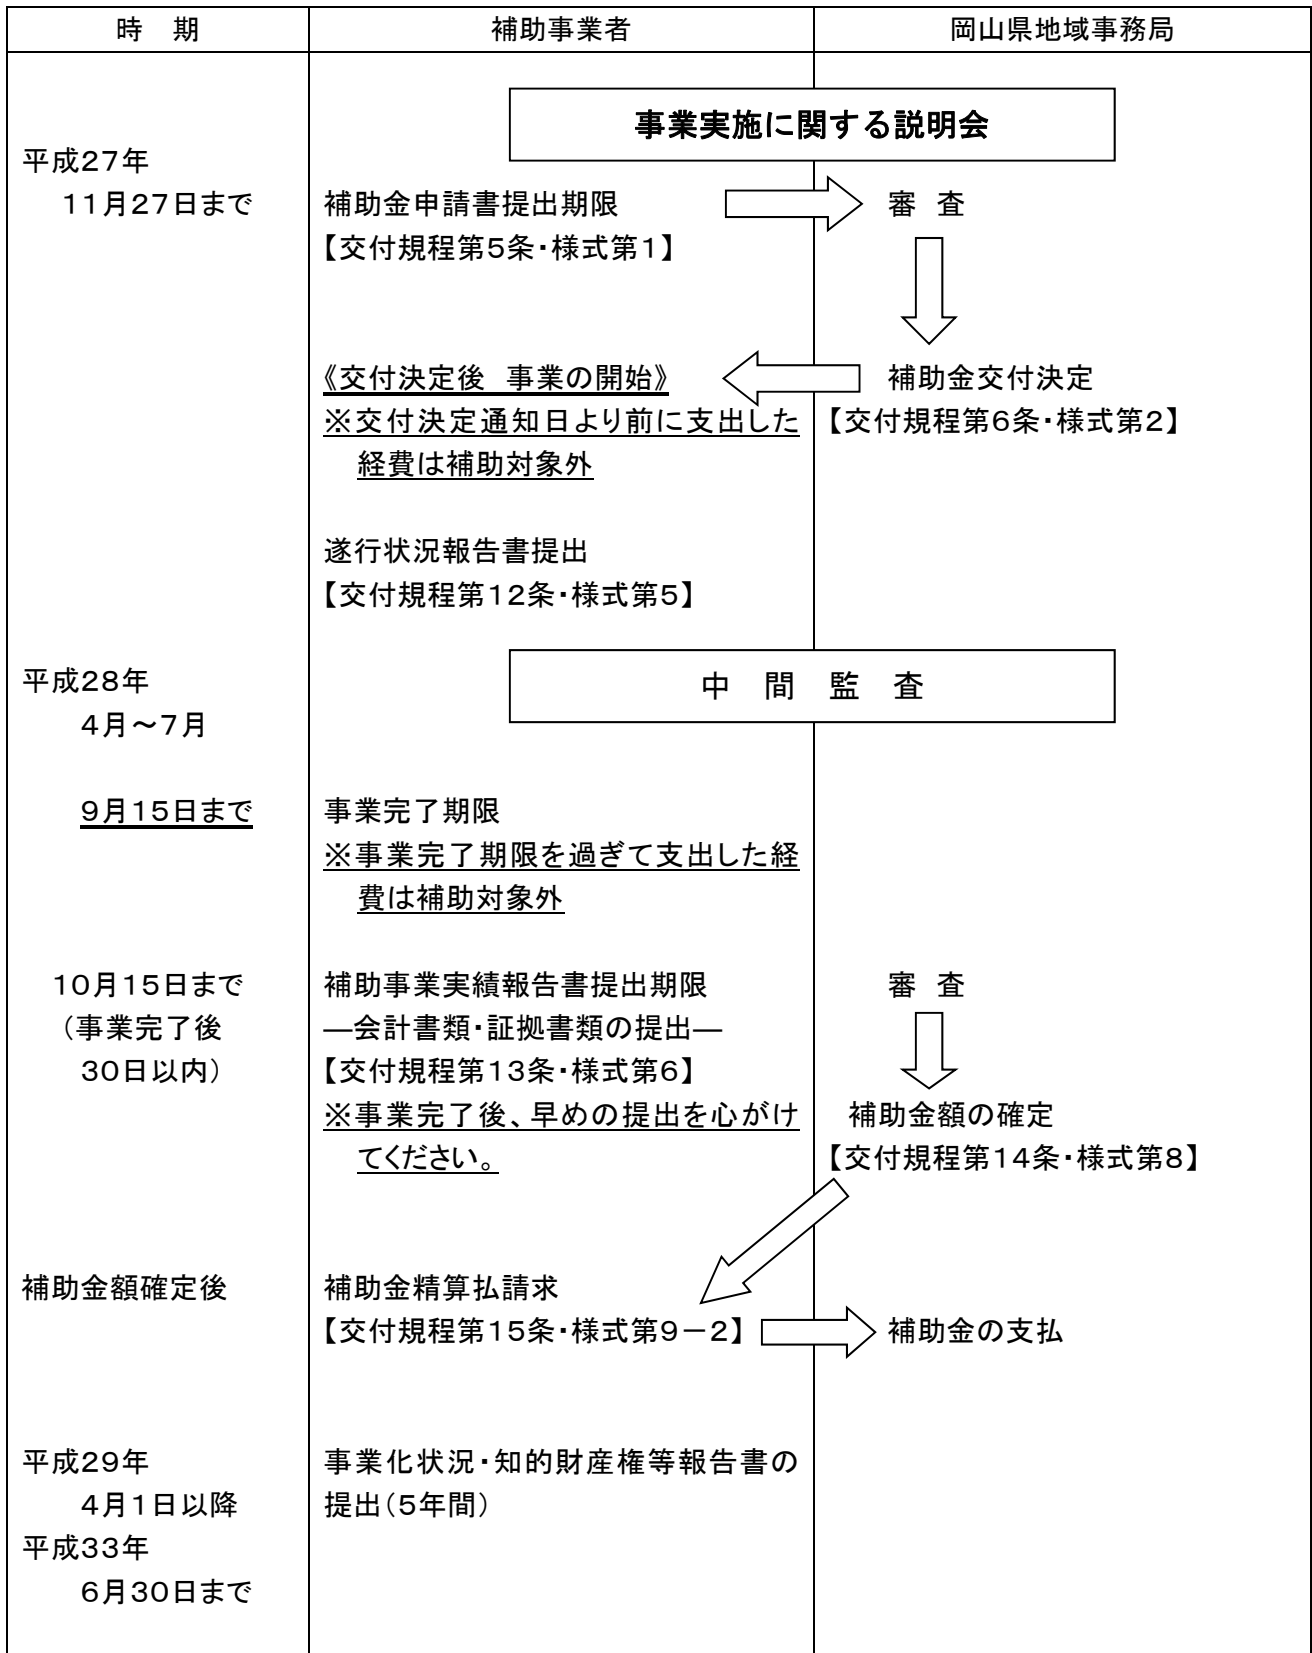 時　期　補助事業者　岡山県地域事務局
事業実施に関する説明会
平成27年
11月27日まで　補助金申請書提出期限　審　査
【交付規程第5条・様式第1】
《交付決定後　事業の開始》　補助金交付決定
※交付決定通知日より前に支出した　【交付規程第6条・様式第2】
経費は補助対象外
遂行状況報告書提出
【交付規程第12条・様式第5】
平成28年　中　間　監　査
4月～7月
9月15日まで　事業完了期限
※事業完了期限を過ぎて支出した経
費は補助対象外
10月15日まで　補助事業実績報告書提出期限　審　査
（事業完了後　―会計書類・証拠書類の提出―
30日以内）　【交付規程第13条・様式第6】
※事業完了後、早めの提出を心がけ　補助金額の確定
てください。　【交付規程第14条・様式第8】
補助金額確定後　補助金精算払請求
【交付規程第15条・様式第9－2】　補助金の支払
平成29年　事業化状況・知的財産権等報告書の
4月1日以降　提出（5年間）
平成33年
6月30日まで